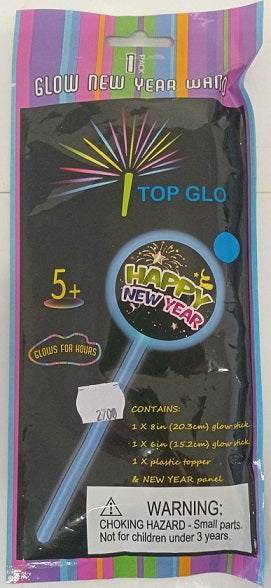 1 PACK
GLOW NEW YEAR WAND
TOP GLO
HAPPY
NEW YEAR
5+
GLOWS FOR HOURS
2700
CONTAINS:
1 X 8in (20.3cm) glow stick
1 X 6in (15.2cm) glow stick
1 X plastic topper
& NEW YEAR panel
WARNING:
CHOKING HAZARD - Small parts.
Not for children under 3 years.